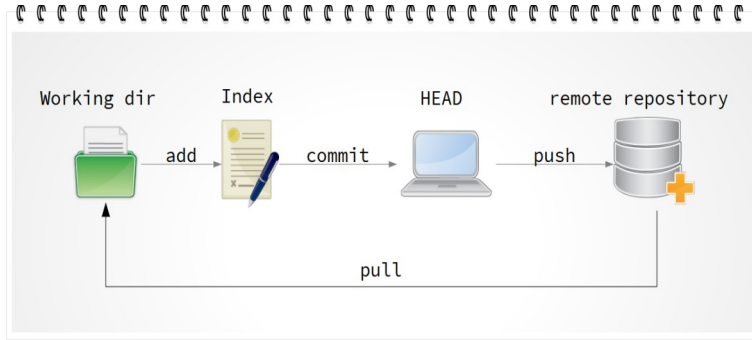 Working dir
Index
HEAD
remote repository
add
commit
push
pull